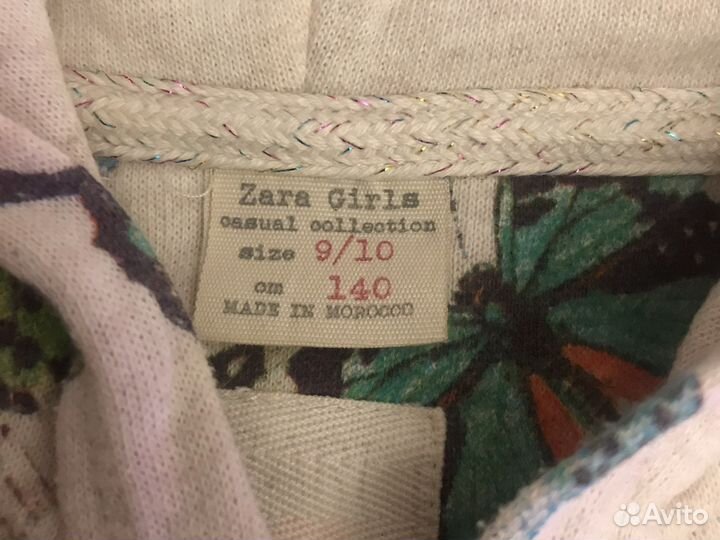 Zara Girls
casual collection
size 9/10
cm 140
MADE IN MOROCCO
Avito